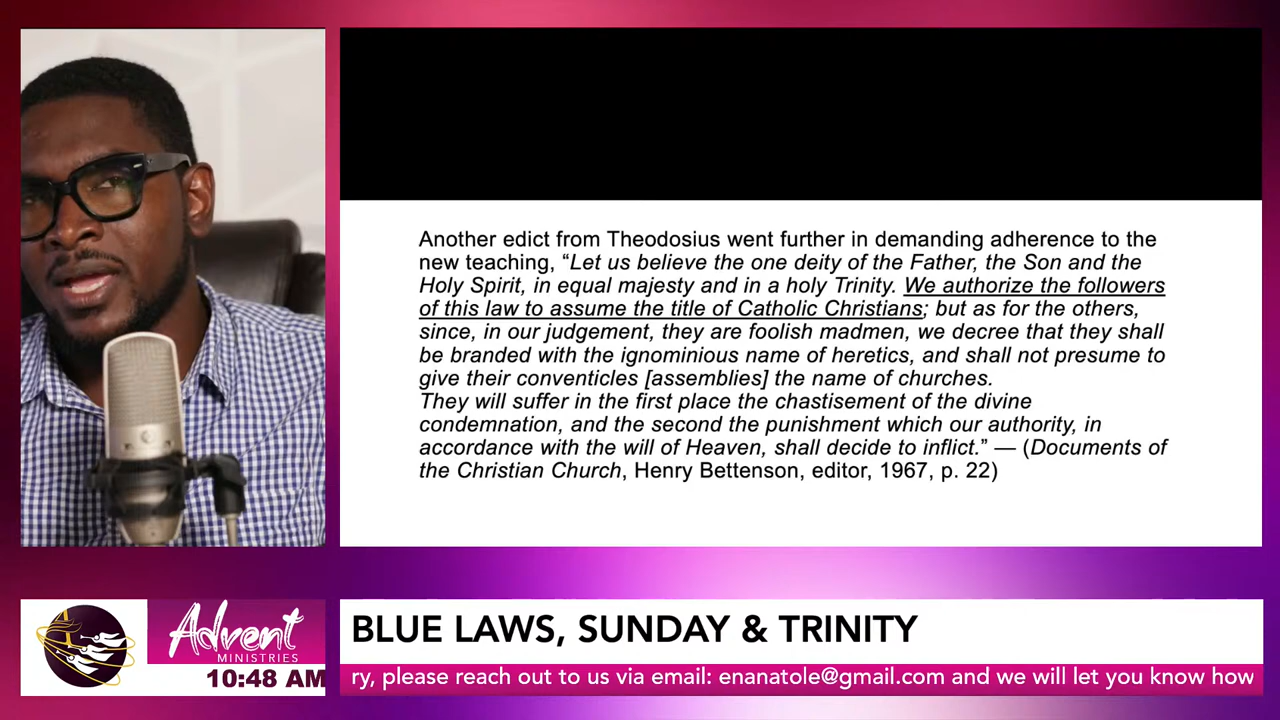 Another edict from Theodosius went further in demanding adherence to the
new teaching, “Let us believe the one deity of the Father, the Son and the
Holy Spirit, in equal majesty and in a holy Trinity. We authorize the followers
of this law to assume the title of Catholic Christians; but as for the others,
since, in our judgement, they are foolish madmen, we decree that they shall
be branded with the ignominious name of heretics, and shall not presume to
give their conventicles [assemblies] the name of churches.
They will suffer in the first place the chastisement of the divine
condemnation, and the second the punishment which our authority, in
accordance with the will of Heaven, shall decide to inflict.” — (Documents of
the Christian Church, Henry Bettenson, editor, 1967, p. 22)
Advent
MINISTRIES
10:48 AM
BLUE LAWS, SUNDAY & TRINITY
ry, please reach out to us via email: enanatole@gmail.com and we will let you know how